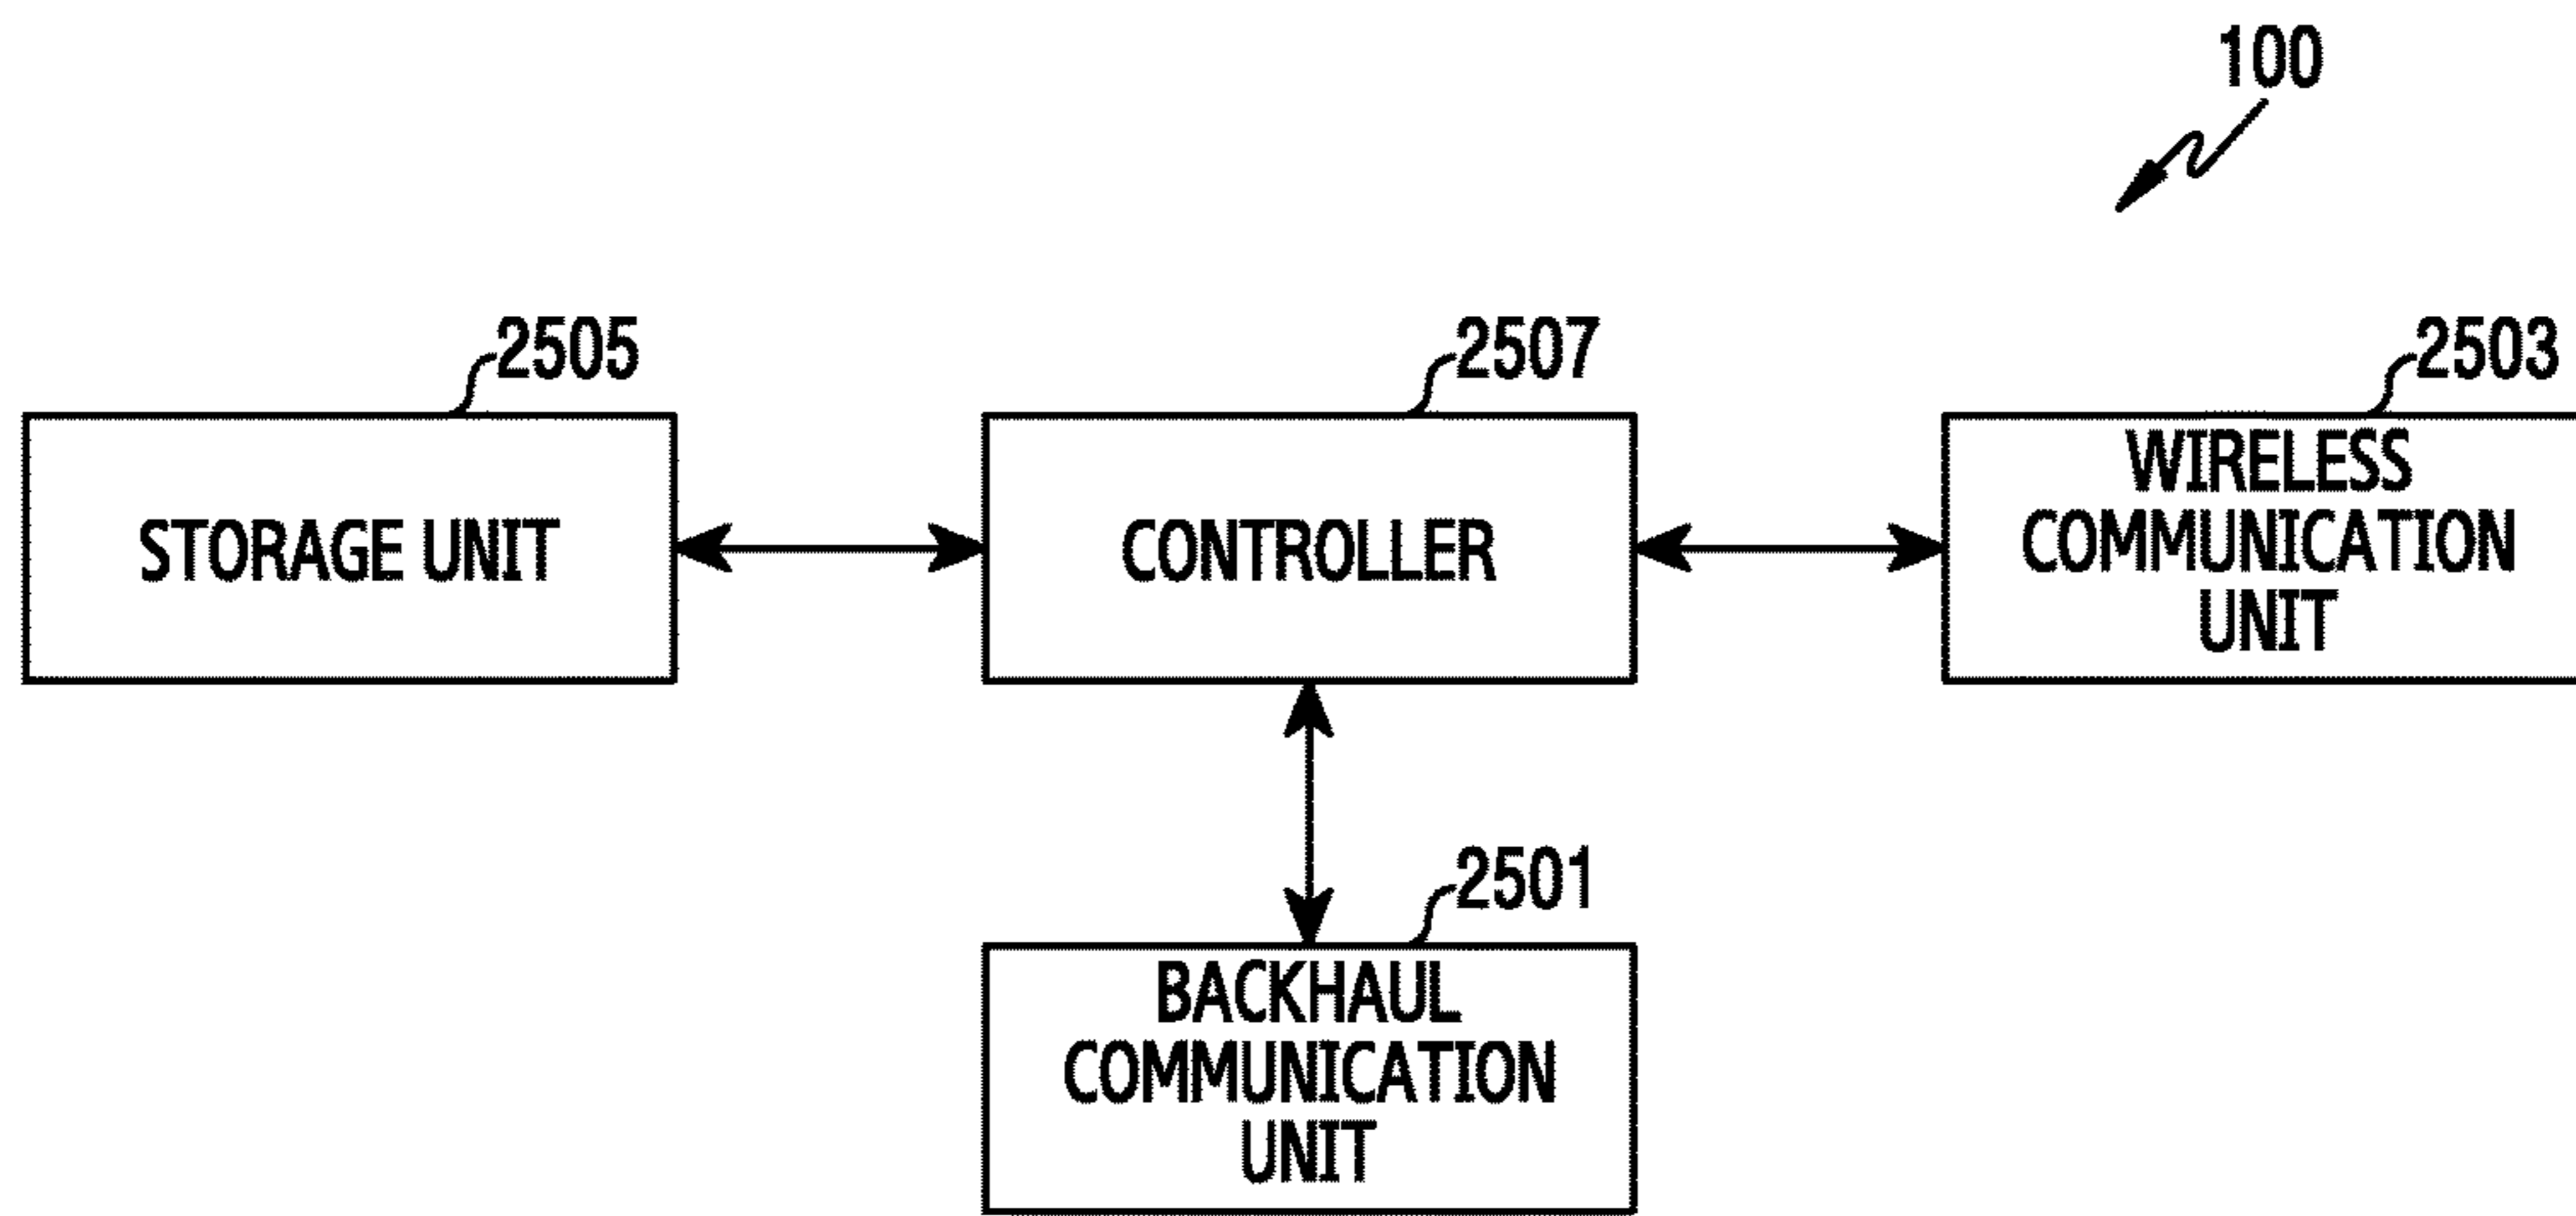 100
2505
2507
2503
STORAGE UNIT
CONTROLLER
WIRELESS
COMMUNICATION
UNIT
2501
BACKHAUL
COMMUNICATION
UNIT